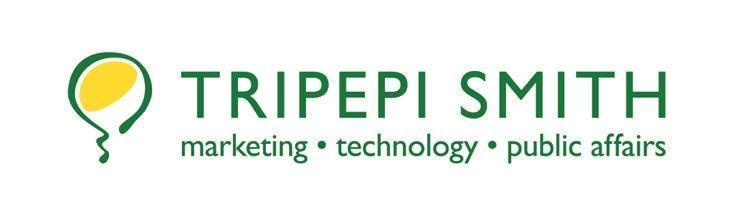 TRIPEPI SMITH
marketing • technology • public affairs